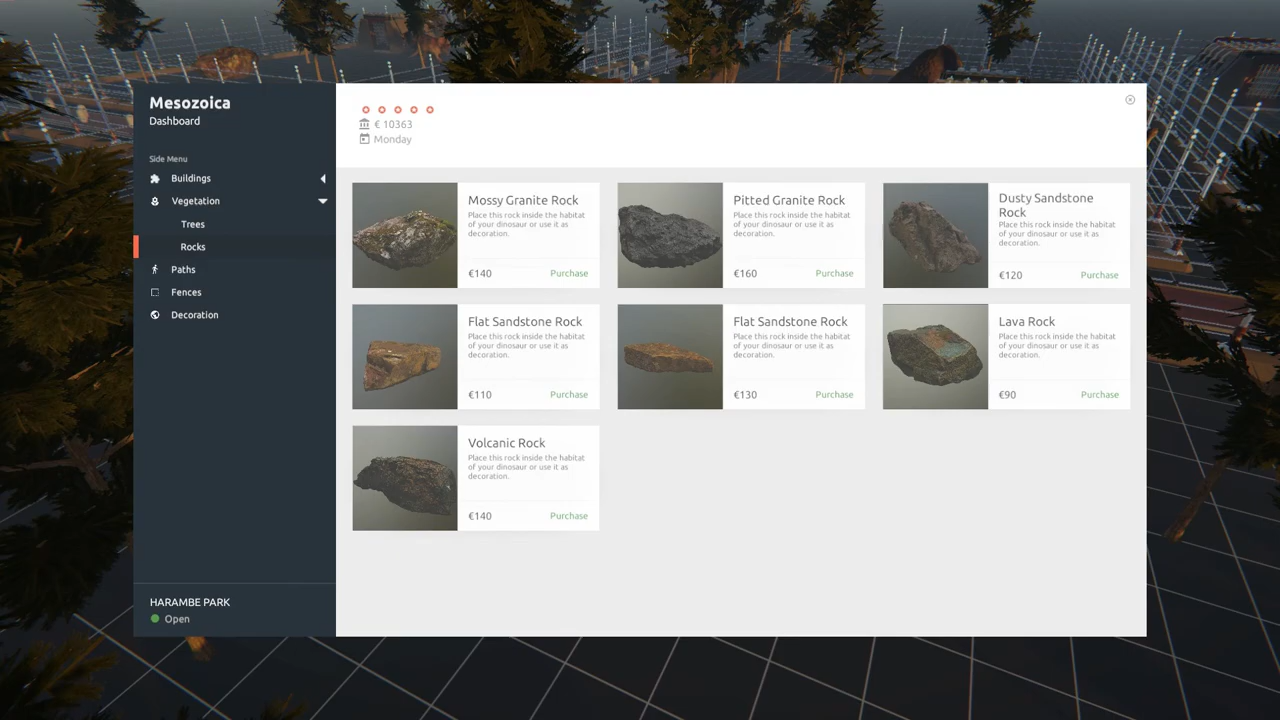 Mesozoica
Dashboard
Side Menu
Buildings
Vegetation
Trees
Rocks
Paths
Fences
Decoration
HARAMBE PARK
Open
€ 10363
Monday
Mossy Granite Rock
Place this rock inside the habitat
of your dinosaur or use it as
decoration.
€140
Purchase
Pitted Granite Rock
Place this rock inside the habitat
of your dinosaur or use it as
decoration.
€160
Purchase
Dusty Sandstone
Rock
Place this rock inside the habitat
of your dinosaur or use it as
decoration.
€120
Purchase
Flat Sandstone Rock
Place this rock inside the habitat
of your dinosaur or use it as
decoration.
€110
Purchase
Flat Sandstone Rock
Place this rock inside the habitat
of your dinosaur or use it as
decoration.
€130
Purchase
Lava Rock
Place this rock inside the habitat
of your dinosaur or use it as
decoration.
€90
Purchase
Volcanic Rock
Place this rock inside the habitat
of your dinosaur or use it as
decoration.
€140
Purchase